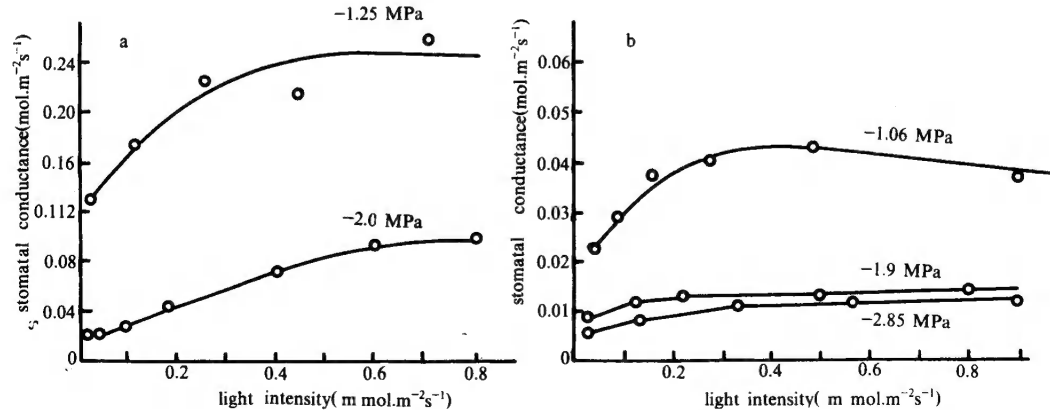 a
−1.25 MPa
−2.0 MPa
stomatal conductance(mol.m−2s−1)
0.24
0.20
0.16
0.112
0.08
0.04
0
0.2 0.4 0.6 0.8
light intensity( m mol.m−2s−1)
b
−1.06 MPa
−1.9 MPa
−2.85 MPa
stomatal conductance(mol.m−2s−1)
0.06
0.05
0.04
0.03
0.02
0.01
0
0.2 0.4 0.6 0.8
light intensity( m mol.m−2s−1)